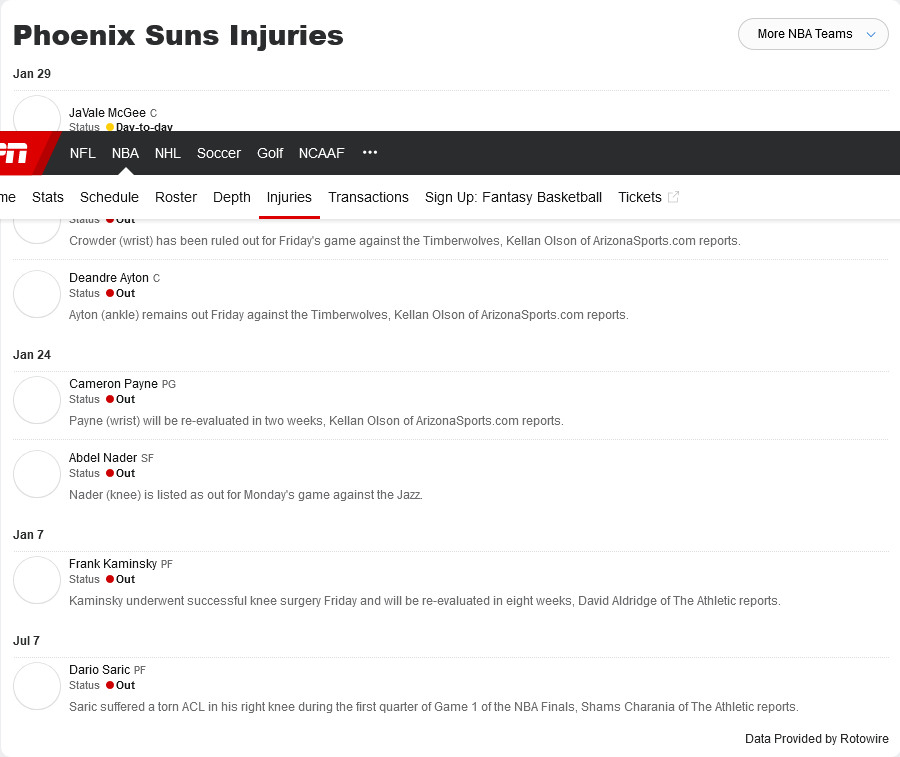 Phoenix Suns Injuries
More NBA Teams
Jan 29
JaVale McGee C
Status Day-to-day
NFL NBA NHL Soccer Golf NCAAF •••
me Stats Schedule Roster Depth Injuries Transactions Sign Up: Fantasy Basketball Tickets
Status Out
Crowder (wrist) has been ruled out for Friday's game against the Timberwolves, Kellan Olson of ArizonaSports.com reports.
Deandre Ayton C
Status Out
Ayton (ankle) remains out Friday against the Timberwolves, Kellan Olson of ArizonaSports.com reports.
Jan 24
Cameron Payne PG
Status Out
Payne (wrist) will be re-evaluated in two weeks, Kellan Olson of ArizonaSports.com reports.
Abdel Nader SF
Status Out
Nader (knee) is listed as out for Monday's game against the Jazz.
Jan 7
Frank Kaminsky PF
Status Out
Kaminsky underwent successful knee surgery Friday and will be re-evaluated in eight weeks, David Aldridge of The Athletic reports.
Jul 7
Dario Saric PF
Status Out
Saric suffered a torn ACL in his right knee during the first quarter of Game 1 of the NBA Finals, Shams Charania of The Athletic reports.
Data Provided by Rotowire